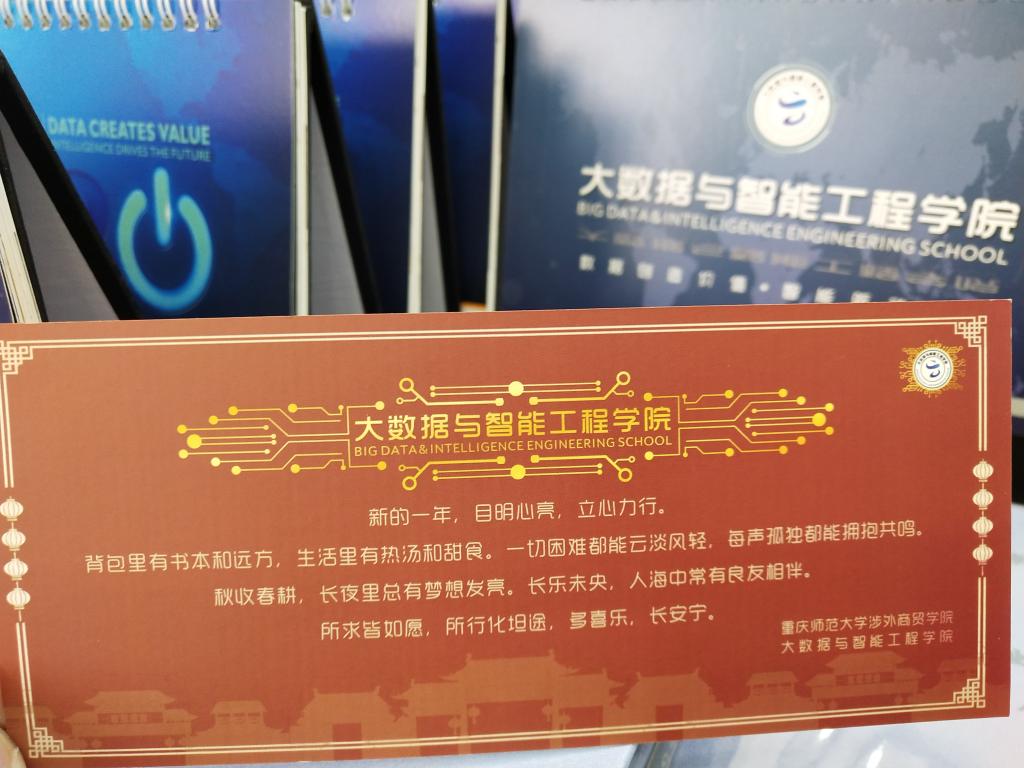 DATA CREATES VALUE
INTELLIGENCE DRIVES THE FUTURE
大数据与智能工程学院
BIG DATA&INTELLIGENCE ENGINEERING SCHOOL
大数据与智能工程学院
BIG DATA&INTELLIGENCE ENGINEERING SCHOOL
新的一年，目明心亮，立心力行。
背包里有书本和远方，生活里有热汤和甜食。一切困难都能云淡风轻，每声孤独都能拥抱共鸣。
秋收春耕，长夜里总有梦想发亮。长乐未央，人海中常有良友相伴。
所求皆如愿，所行化坦途，多喜乐，长安宁。
重庆师范大学涉外商贸学院
大数据与智能工程学院